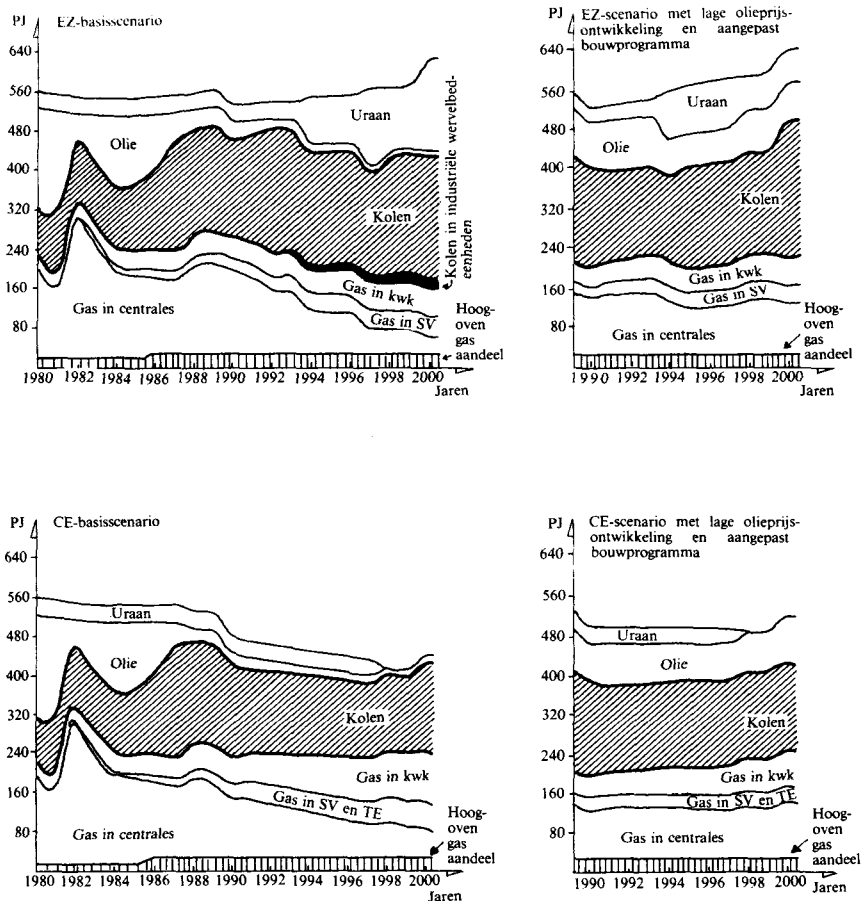 PJ
EZ-basisscenario
640
560
480
400
320
240
160
80
Uraan
Olie
Kolen
Kolen in industriële wervelbed-
eenheden
Gas in kwk
Gas in SV
Gas in centrales
Hoog-
oven
gas
aandeel
1980 1982 1984 1986 1988 1990 1992 1994 1996 1998 2000
Jaren
PJ
EZ-scenario met lage olieprijs-
ontwikkeling en aangepast
bouwprogramma
640
560
480
400
320
240
160
80
Uraan
Olie
Kolen
Gas in kwk
Gas in SV
Gas in centrales
Hoog-
oven
gas
aandeel
1990 1992 1994 1996 1998 2000
Jaren
PJ
CE-basisscenario
640
560
480
400
320
240
160
80
Uraan
Olie
Kolen
Gas in kwk
Gas in SV en TE
Gas in centrales
Hoog-
oven
gas
aandeel
1980 1982 1984 1986 1988 1990 1992 1994 1996 1998 2000
Jaren
PJ
CE-scenario met lage olieprijs-
ontwikkeling en aangepast
bouwprogramma
640
560
480
400
320
240
160
80
Uraan
Olie
Kolen
Gas in kwk
Gas in SV en TE
Gas in centrales
Hoog-
oven
gas
aandeel
1990 1992 1994 1996 1998 2000
Jaren